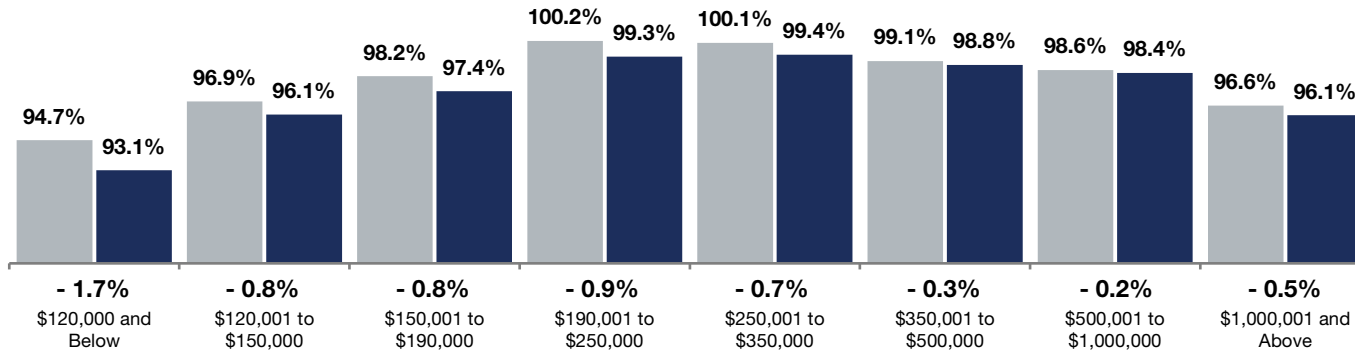 94.7% 93.1% 96.9% 96.1% 98.2% 97.4% 100.2% 99.3% 100.1% 99.4% 99.1% 98.8% 98.6% 98.4% 96.6% 96.1%
- 1.7% - 0.8% - 0.8% - 0.9% - 0.7% - 0.3% - 0.2% - 0.5%
$120,000 and $120,001 to $150,001 to $190,001 to $250,001 to $350,001 to $500,001 to $1,000,001 and
Below $150,000 $190,000 $250,000 $350,000 $500,000 $1,000,000 Above